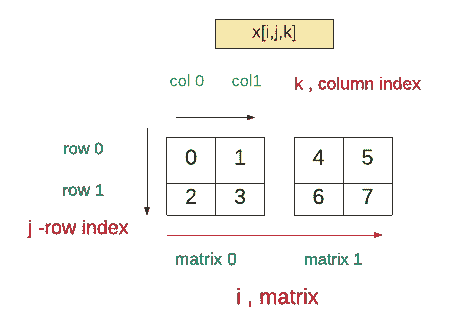 x[i,j,k]
col 0 col1 k , column index
row 0 0 1 4 5
row 1 2 3 6 7
j -row index
matrix 0 matrix 1
i , matrix